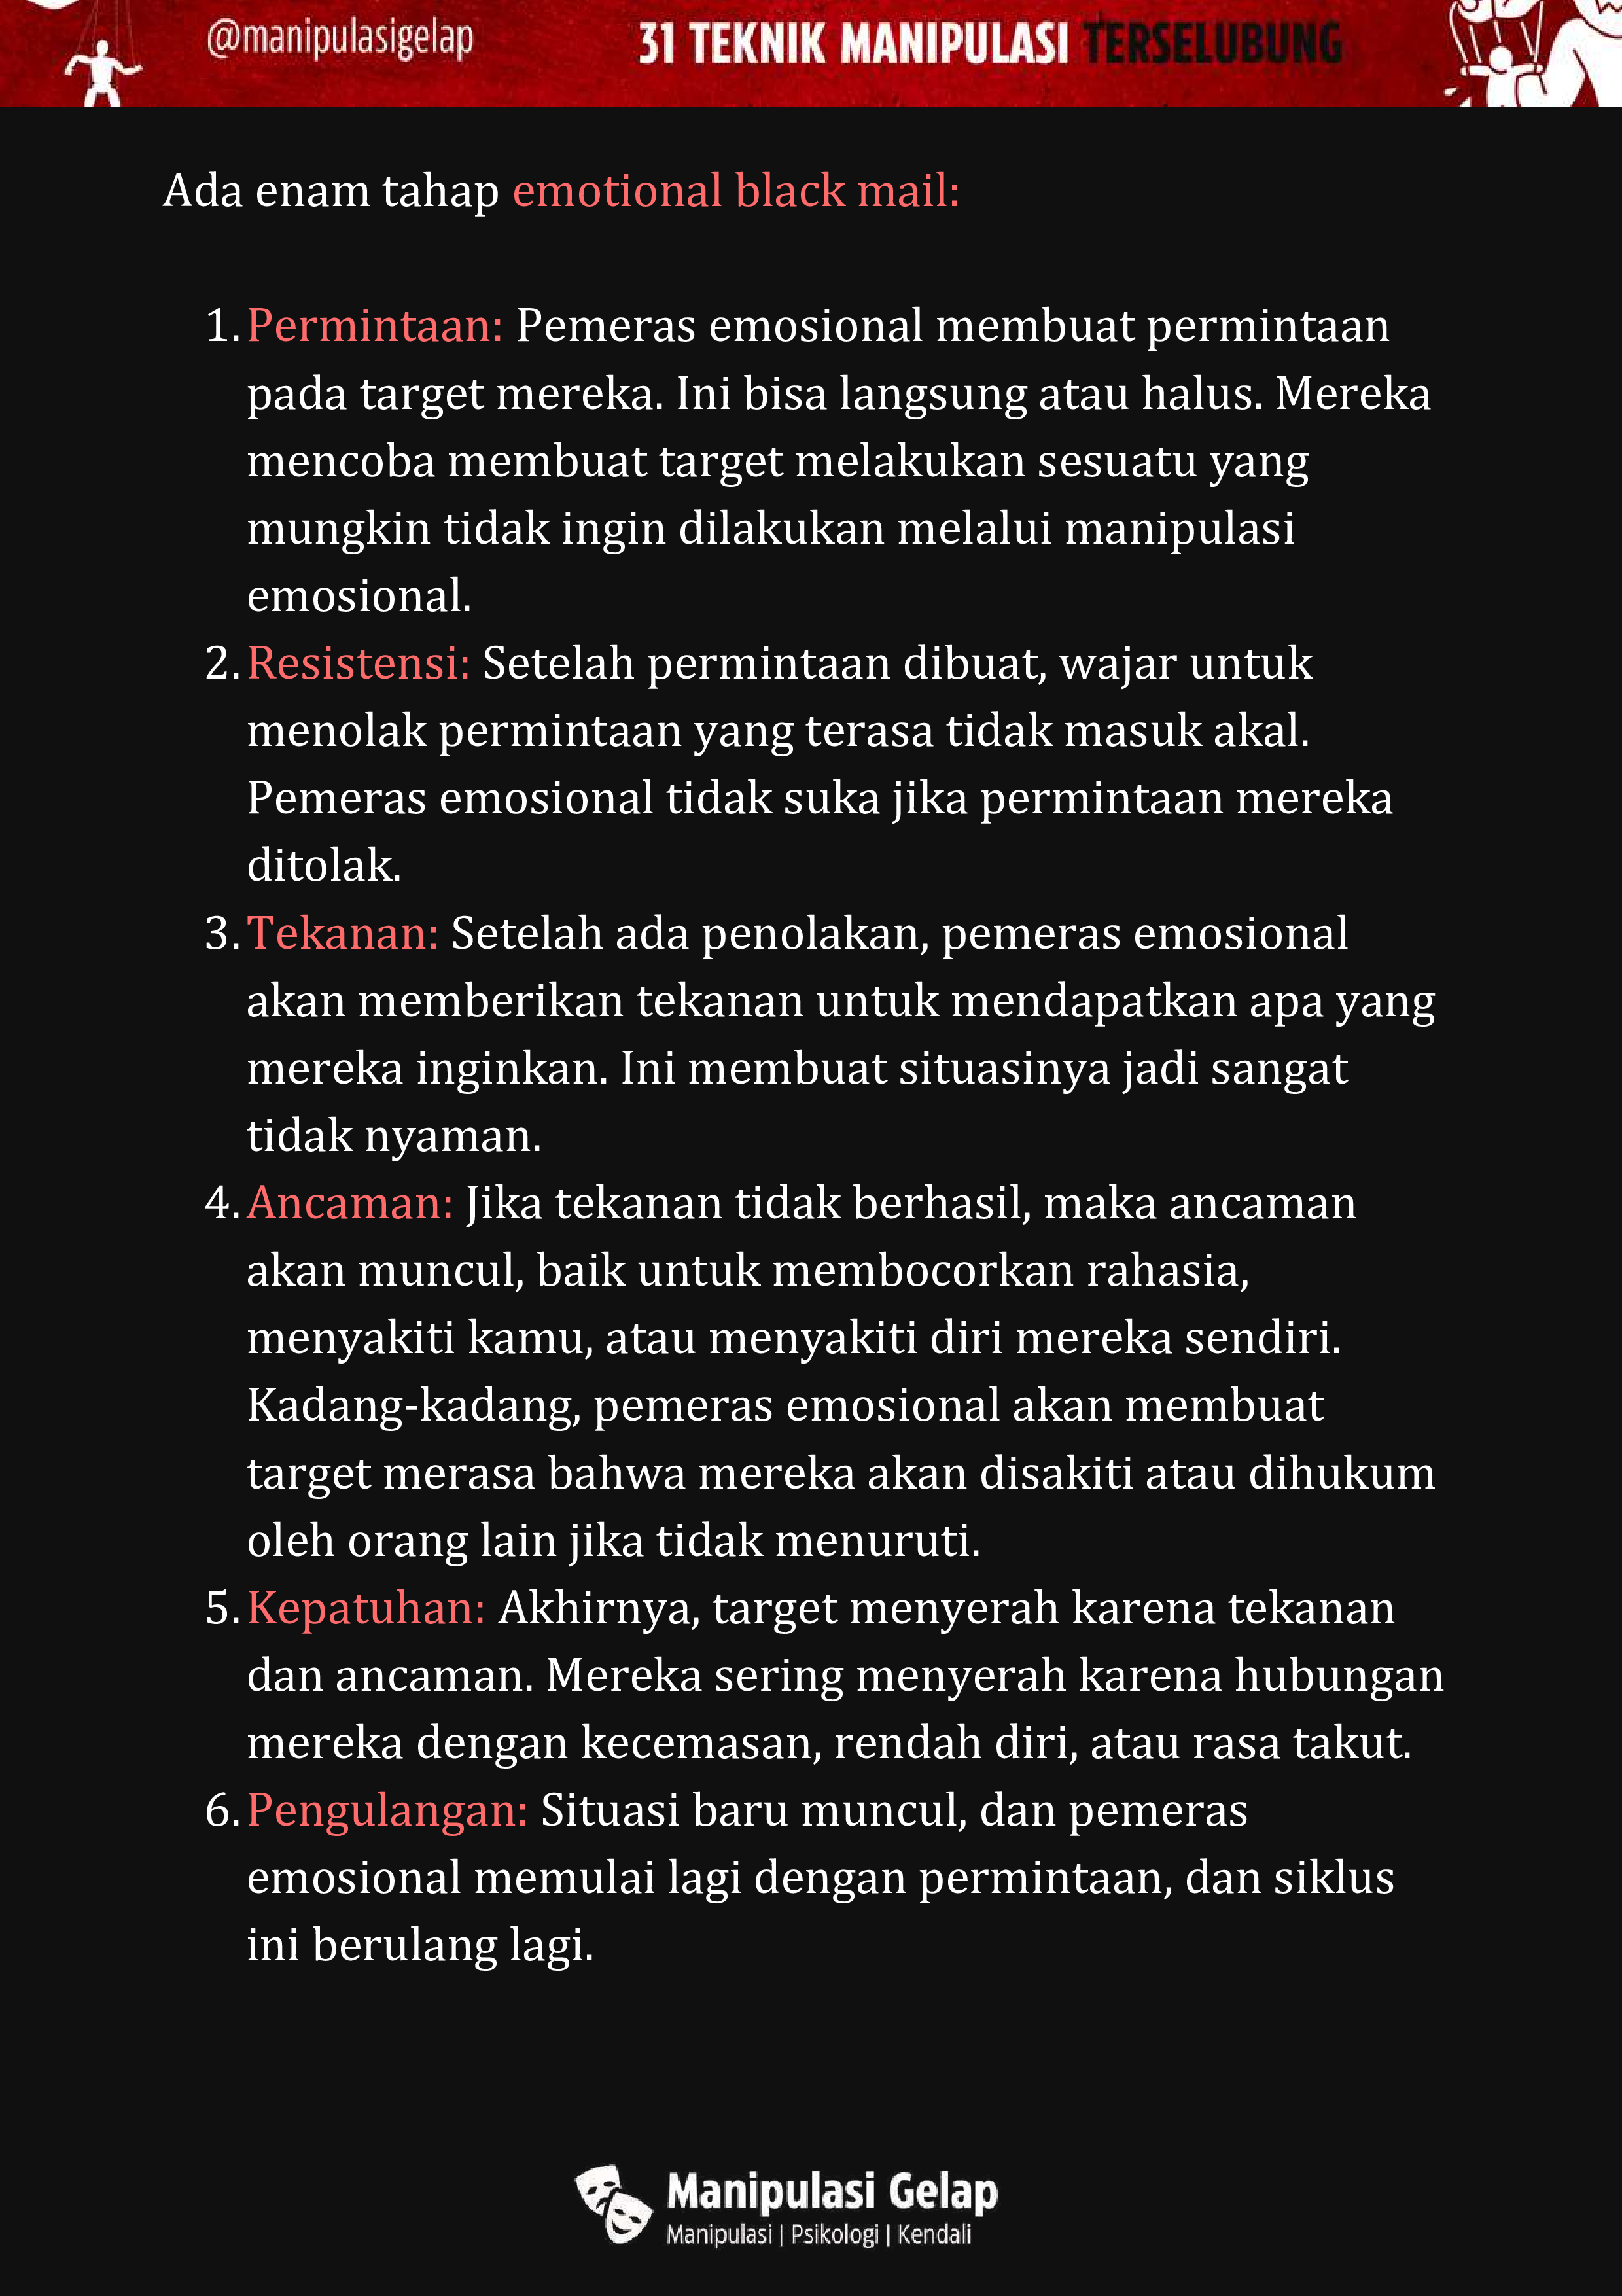 @manipulasigelap
31 TEKNIK MANIPULASI TERSELUBUNG
Ada enam tahap emotional black mail:
1. Permintaan: Pemeras emosional membuat permintaan
pada target mereka. Ini bisa langsung atau halus. Mereka
mencoba membuat target melakukan sesuatu yang
mungkin tidak ingin dilakukan melalui manipulasi
emosional.
2. Resistensi: Setelah permintaan dibuat, wajar untuk
menolak permintaan yang terasa tidak masuk akal.
Pemeras emosional tidak suka jika permintaan mereka
ditolak.
3. Tekanan: Setelah ada penolakan, pemeras emosional
akan memberikan tekanan untuk mendapatkan apa yang
mereka inginkan. Ini membuat situasinya jadi sangat
tidak nyaman.
4. Ancaman: Jika tekanan tidak berhasil, maka ancaman
akan muncul, baik untuk membocorkan rahasia,
menyakiti kamu, atau menyakiti diri mereka sendiri.
Kadang-kadang, pemeras emosional akan membuat
target merasa bahwa mereka akan disakiti atau dihukum
oleh orang lain jika tidak menuruti.
5. Kepatuhan: Akhirnya, target menyerah karena tekanan
dan ancaman. Mereka sering menyerah karena hubungan
mereka dengan kecemasan, rendah diri, atau rasa takut.
6. Pengulangan: Situasi baru muncul, dan pemeras
emosional memulai lagi dengan permintaan, dan siklus
ini berulang lagi.
Manipulasi Gelap
Manipulasi | Psikologi | Kendali